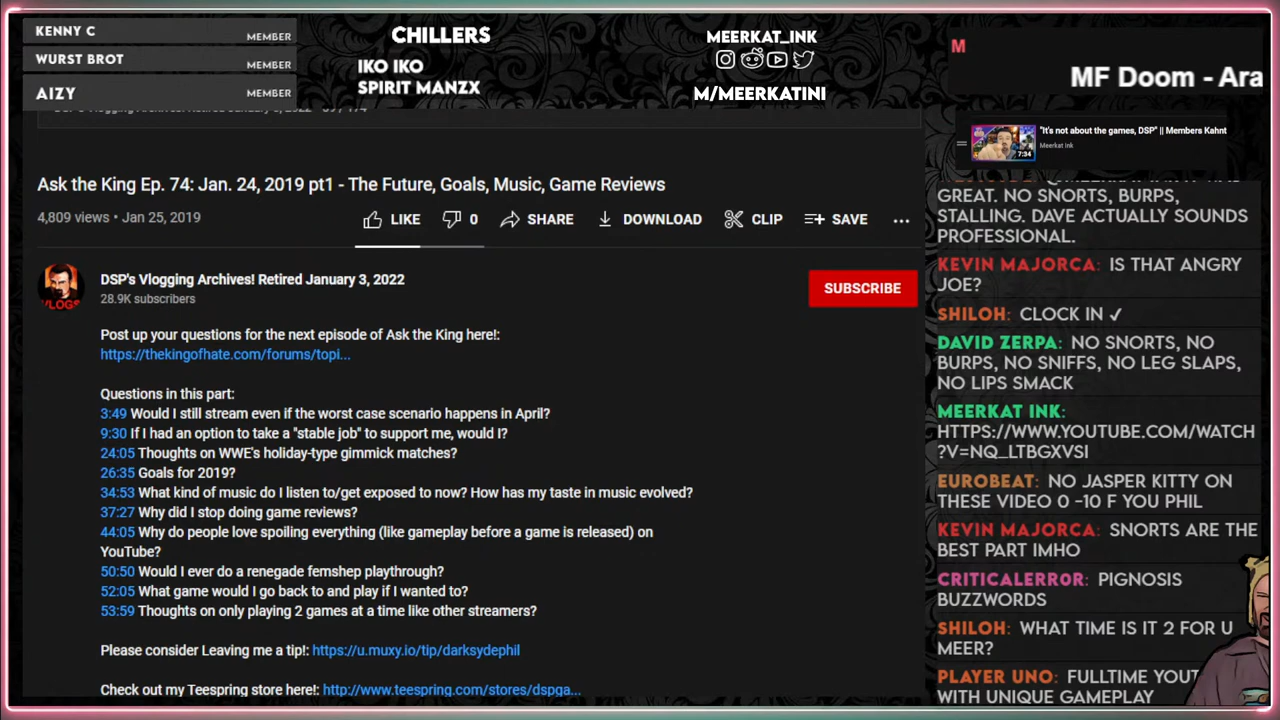 KENNY C
MEMBER
WURST BROT
MEMBER
AIZY
MEMBER
CHILLERS
IKO IKO
SPIRIT MANZX
MEERKAT_INK
M/MEERKATINI
M
MF Doom - Ara
"It's not about the games, DSP" || Members Kahnt
Meerkat ink
7:34
Ask the King Ep. 74: Jan. 24, 2019 pt1 - The Future, Goals, Music, Game Reviews
4,809 views • Jan 25, 2019
LIKE
0
SHARE
DOWNLOAD
CLIP
SAVE
DSP's Vlogging Archives! Retired January 3, 2022
28.9K subscribers
SUBSCRIBE
VLOGS
Post up your questions for the next episode of Ask the King here!:
https://thekingofhate.com/forums/topi...
Questions in this part:
3:49 Would I still stream even if the worst case scenario happens in April?
9:30 If I had an option to take a "stable job" to support me, would I?
24:05 Thoughts on WWE's holiday-type gimmick matches?
26:35 Goals for 2019?
34:53 What kind of music do I listen to/get exposed to now? How has my taste in music evolved?
37:27 Why did I stop doing game reviews?
44:05 Why do people love spoiling everything (like gameplay before a game is released) on
YouTube?
50:50 Would I ever do a renegade femshep playthrough?
52:05 What game would I go back to and play if I wanted to?
53:59 Thoughts on only playing 2 games at a time like other streamers?
Please consider Leaving me a tip!: https://u.muxy.io/tip/darksydephil
Check out my Teespring store here!: http://www.teespring.com/stores/dspga...
GREAT. NO SNORTS, BURPS,
STALLING. DAVE ACTUALLY SOUNDS
PROFESSIONAL.
KEVIN MAJORCA: IS THAT ANGRY
JOE?
SHILOH: CLOCK IN ✓
DAVID ZERPA: NO SNORTS, NO
BURPS, NO SNIFFS, NO LEG SLAPS,
NO LIPS SMACK
MEERKAT INK:
HTTPS://WWW.YOUTUBE.COM/WATCH
?V=NQ_LTBGXVSI
EUROBEAT: NO JASPER KITTY ON
THESE VIDEO 0 -10 F YOU PHIL
KEVIN MAJORCA: SNORTS ARE THE
BEST PART IMHO
CRITICALERR0R: PIGNOSIS
BUZZWORDS
SHILOH: WHAT TIME IS IT 2 FOR U
MEER?
PLAYER UNO: FULLTIME YOUT
WITH UNIQUE GAMEPLAY